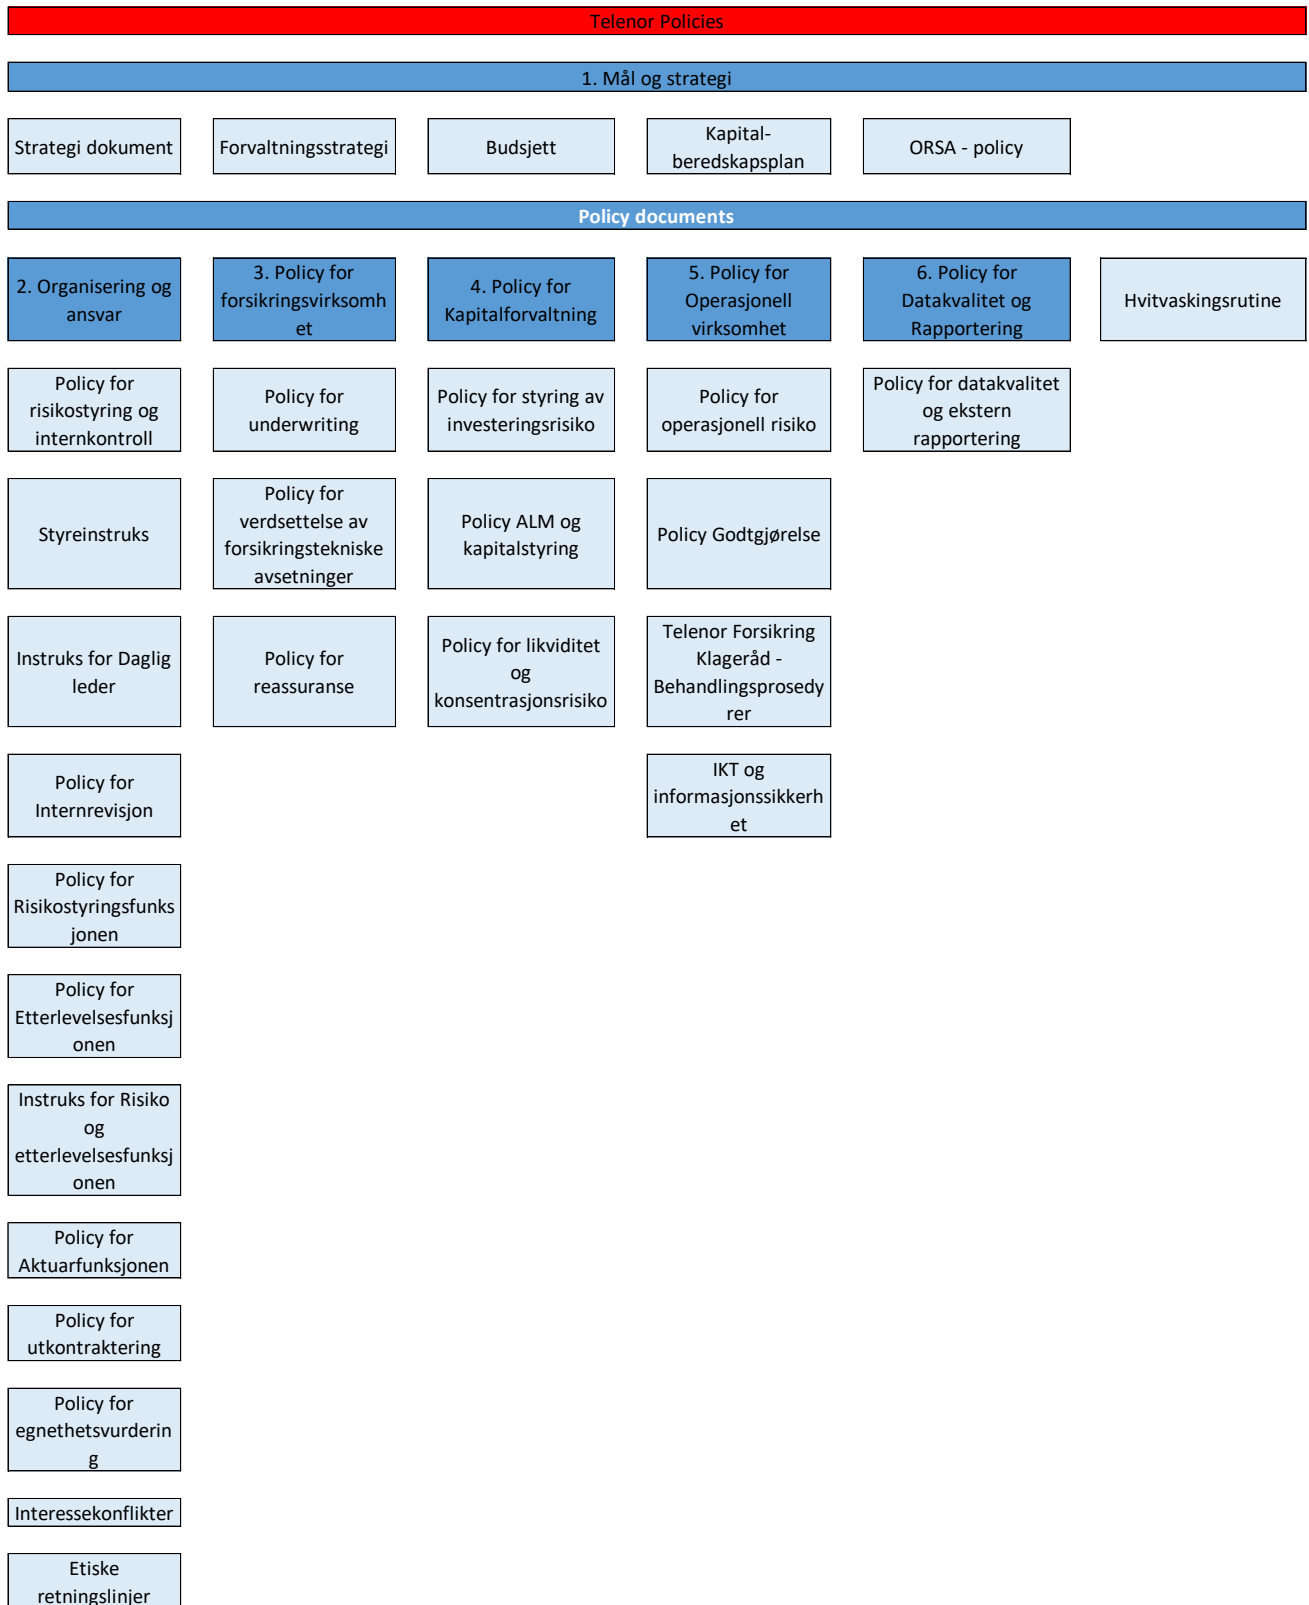 Telenor Policies
1. Mål og strategi
Strategi dokument
Forvaltningsstrategi
Budsjett
Kapital-
beredskapsplan
ORSA - policy
Policy documents
2. Organisering og
ansvar
3. Policy for
forsikringsvirksomh
et
4. Policy for
Kapitalforvaltning
5. Policy for
Operasjonell
virksomhet
6. Policy for
Datakvalitet og
Rapportering
Hvitvaskingsrutine
Policy for
risikostyring og
internkontroll
Policy for
underwriting
Policy for styring av
investeringsrisiko
Policy for
operasjonell risiko
Policy for datakvalitet
og ekstern
rapportering
Styreinstruks
Policy for
verdsettelse av
forsikringstekniske
avsetninger
Policy ALM og
kapitalstyring
Policy Godtgjørelse
Instruks for Daglig
leder
Policy for
reassuranse
Policy for likviditet
og
konsentrasjonsrisiko
Telenor Forsikring
Klageråd -
Behandlingsprosedy
rer
Policy for
Internrevisjon
IKT og
informasjonssikkerh
et
Policy for
Risikostyringsfunks
jonen
Policy for
Etterlevelsesfunksj
onen
Instruks for Risiko
og
etterlevelsesfunksj
onen
Policy for
Aktuarfunksjonen
Policy for
utkontraktering
Policy for
egnethetsvurderin
g
Interessekonflikter
Etiske
retningslinjer